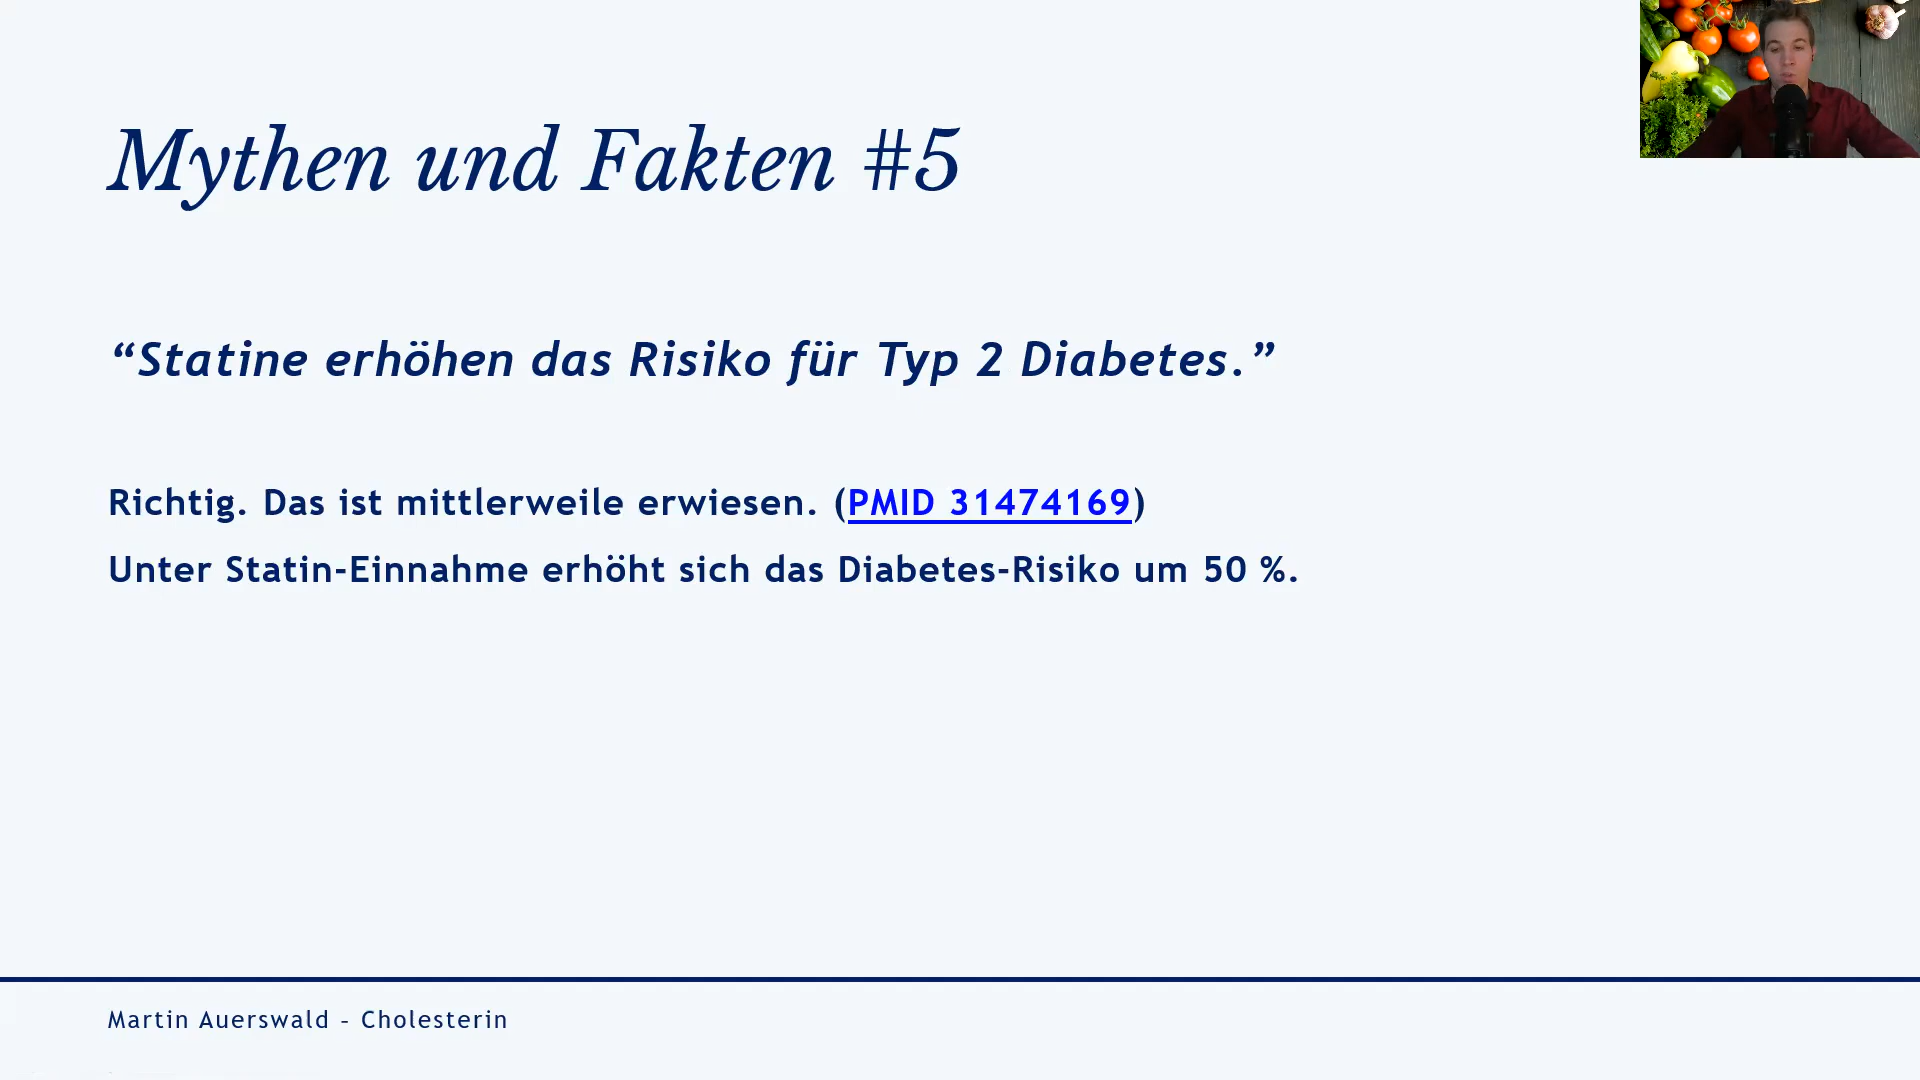 Mythen und Fakten #5
“Statine erhöhen das Risiko für Typ 2 Diabetes.”
Richtig. Das ist mittlerweile erwiesen. (PMID 31474169)
Unter Statin-Einnahme erhöht sich das Diabetes-Risiko um 50 %.
Martin Auerswald – Cholesterin